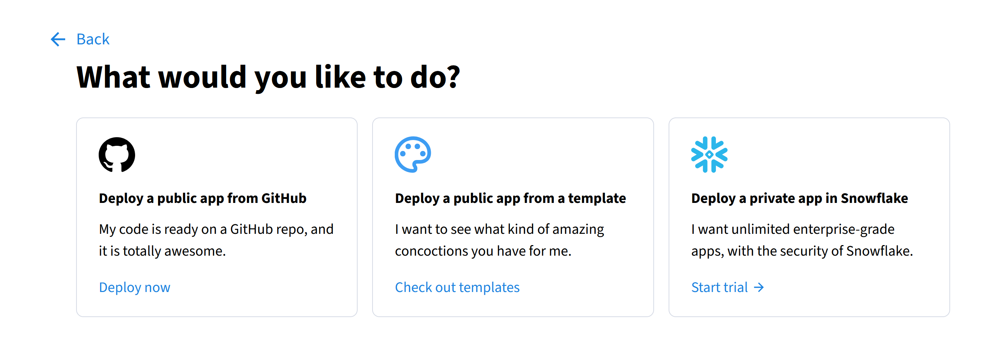 Back
What would you like to do?
Deploy a public app from GitHub
My code is ready on a GitHub repo, and
it is totally awesome.
Deploy now
Deploy a public app from a template
I want to see what kind of amazing
concoctions you have for me.
Check out templates
Deploy a private app in Snowflake
I want unlimited enterprise-grade
apps, with the security of Snowflake.
Start trial